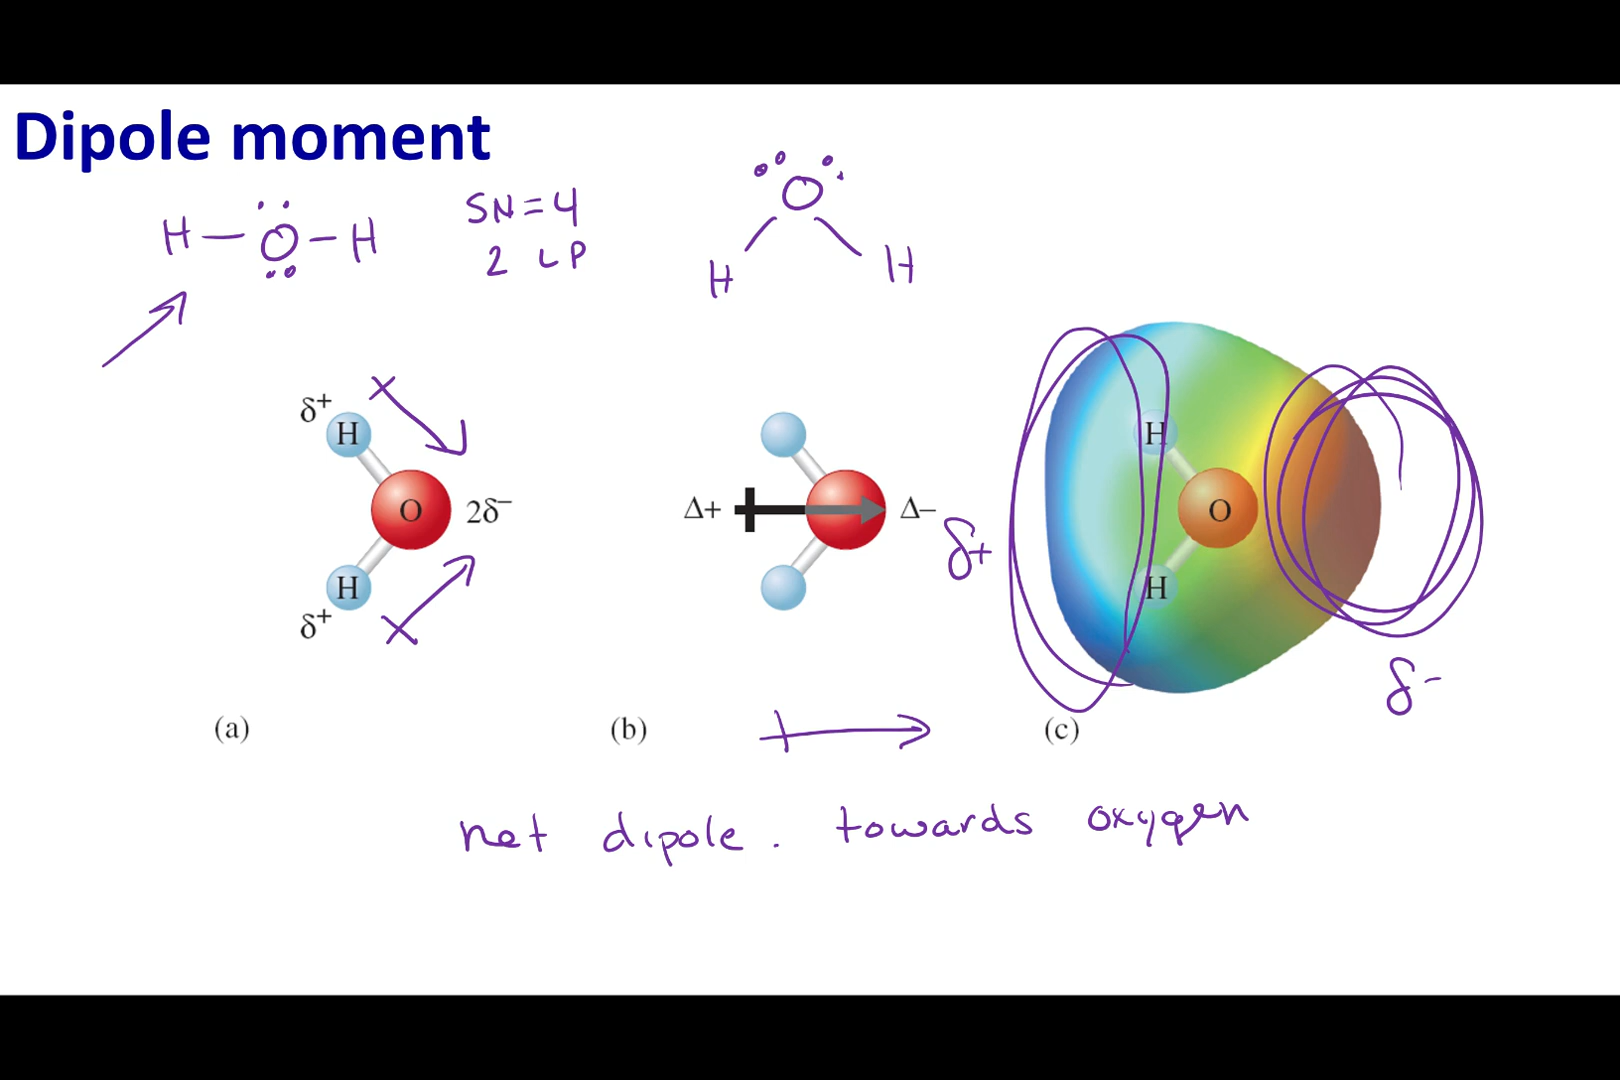 Dipole moment
H–Ö–H
SN=4
2 LP
O
H H
δ+
H
O 2δ−
H
δ+
(a)
Δ+ Δ−
(b)
δ+
H
O
H
δ-
(c)
net dipole. towards oxygen